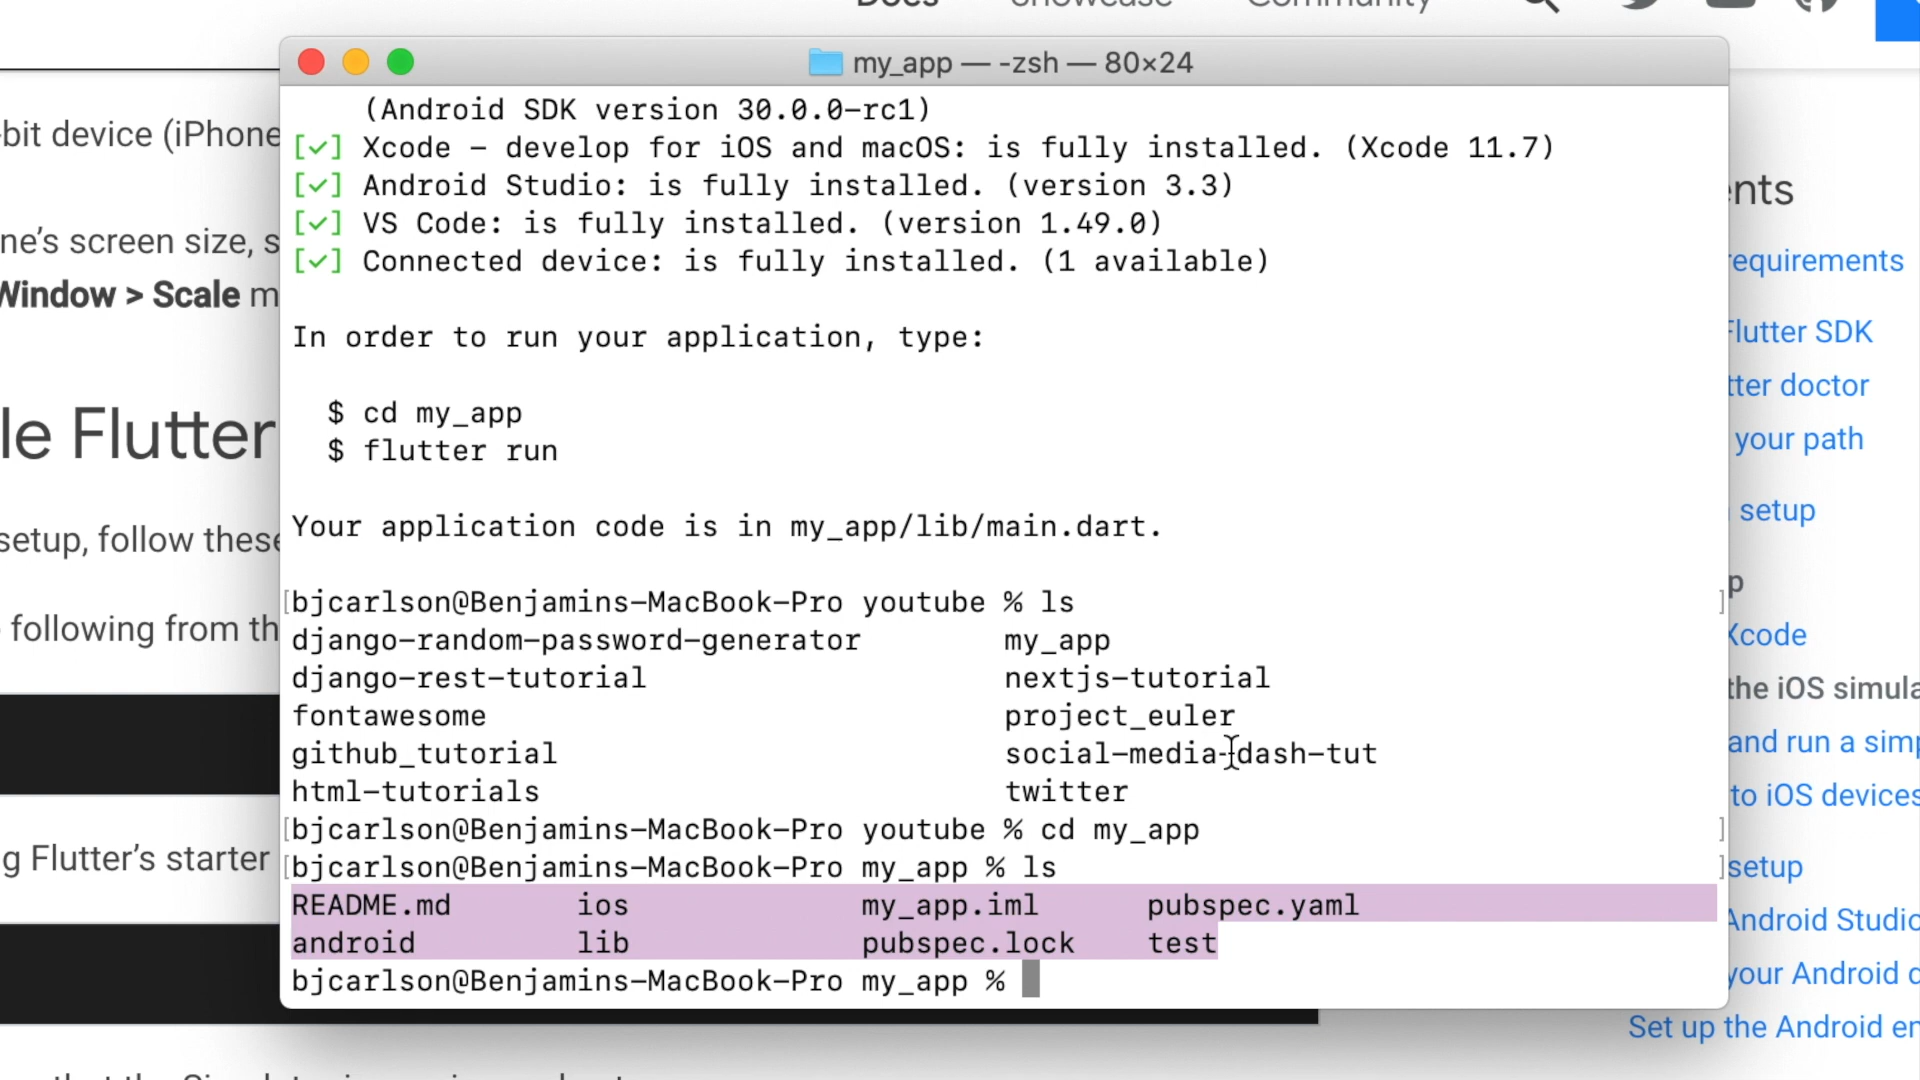 Docs Showcase Community
my_app — -zsh — 80×24
(Android SDK version 30.0.0-rc1)
[✓] Xcode - develop for iOS and macOS: is fully installed. (Xcode 11.7)
[✓] Android Studio: is fully installed. (version 3.3)
[✓] VS Code: is fully installed. (version 1.49.0)
[✓] Connected device: is fully installed. (1 available)
In order to run your application, type:
$ cd my_app
$ flutter run
Your application code is in my_app/lib/main.dart.
[bjcarlson@Benjamins-MacBook-Pro youtube % ls ]
django-random-password-generator my_app
django-rest-tutorial nextjs-tutorial
fontawesome project_euler
github_tutorial social-media-dash-tut
html-tutorials twitter
[bjcarlson@Benjamins-MacBook-Pro youtube % cd my_app ]
[bjcarlson@Benjamins-MacBook-Pro my_app % ls ]
README.md ios my_app.iml pubspec.yaml
android lib pubspec.lock test
bjcarlson@Benjamins-MacBook-Pro my_app %
-bit device (iPhone
ne’s screen size, s
Window > Scale m
le Flutter
setup, follow these
following from th
g Flutter’s starter
nts
requirements
Flutter SDK
tter doctor
your path
setup
p
Xcode
the iOS simula
and run a simp
to iOS devices
setup
Android Studio
your Android d
Set up the Android en